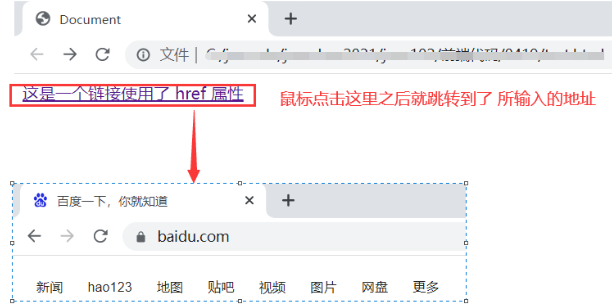 Document
文件
这是一个链接使用了 href 属性
鼠标点击这里之后就跳转到了 所输入的地址
百度一下，你就知道
baidu.com
新闻 hao123 地图 贴吧 视频 图片 网盘 更多